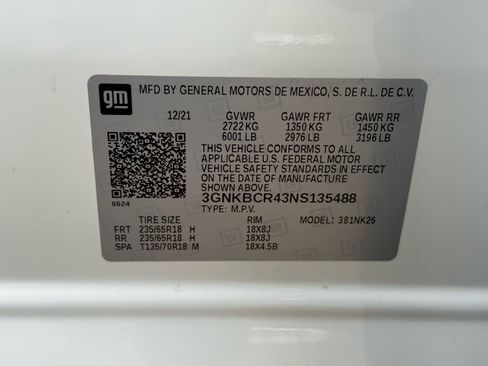 gm
MFD BY GENERAL MOTORS DE MEXICO, S. DE R.L. DE C.V.
12/21 GVWR GAWR FRT GAWR RR
2722 KG 1350 KG 1450 KG
6001 LB 2976 LB 3196 LB
THIS VEHICLE CONFORMS TO ALL
APPLICABLE U.S. FEDERAL MOTOR
VEHICLE SAFETY STANDARDS IN EFFECT
ON THE DATE OF MANUFACTURE
SHOWN ABOVE.
8624 3GNKBCR43NS135488
TYPE: M.P.V. MODEL: 381NK26
TIRE SIZE RIM
FRT 235/65R18 H 18X8J
RR 235/65R18 H 18X8J
SPA T135/70R18 M 18X4.5B